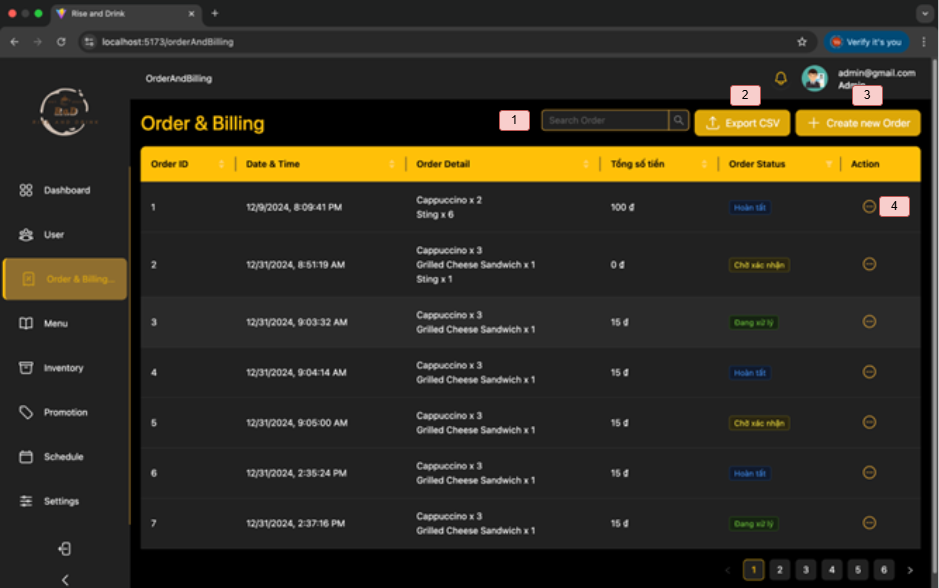 Rise and Drink
localhost:5173/orderAndBilling
Verify it's you
OrderAndBilling
admin@gmail.com
Admin
2
3
RnD
Order & Billing
1
Search Order
Export CSV
Create new Order
Order ID
Date & Time
Order Detail
Tổng số tiền
Order Status
Action
1
12/9/2024, 8:09:41 PM
Cappuccino x 2
Sting x 6
100 ₫
Hoàn tất
4
2
12/31/2024, 8:51:19 AM
Cappuccino x 3
Grilled Cheese Sandwich x 1
Sting x 1
0 ₫
Chờ xác nhận
3
12/31/2024, 9:03:32 AM
Cappuccino x 3
Grilled Cheese Sandwich x 1
15 ₫
Đang xử lý
4
12/31/2024, 9:04:14 AM
Cappuccino x 3
Grilled Cheese Sandwich x 1
15 ₫
Hoàn tất
5
12/31/2024, 9:05:00 AM
Cappuccino x 3
Grilled Cheese Sandwich x 1
15 ₫
Chờ xác nhận
6
12/31/2024, 2:35:24 PM
Cappuccino x 3
Grilled Cheese Sandwich x 1
15 ₫
Hoàn tất
7
12/31/2024, 2:37:16 PM
Cappuccino x 3
Grilled Cheese Sandwich x 1
15 ₫
Đang xử lý
Dashboard
User
Order & Billing...
Menu
Inventory
Promotion
Schedule
Settings
1 2 3 4 5 6